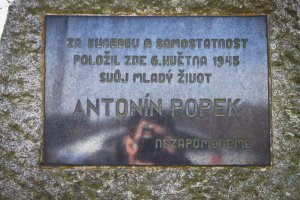 ZA SVOBODU A SAMOSTATNOST
POLOŽIL ZDE 6. KVĚTNA 1945
SVŮJ MLADÝ ŽIVOT
ANTONÍN POPEK
NEZAPOMENEME